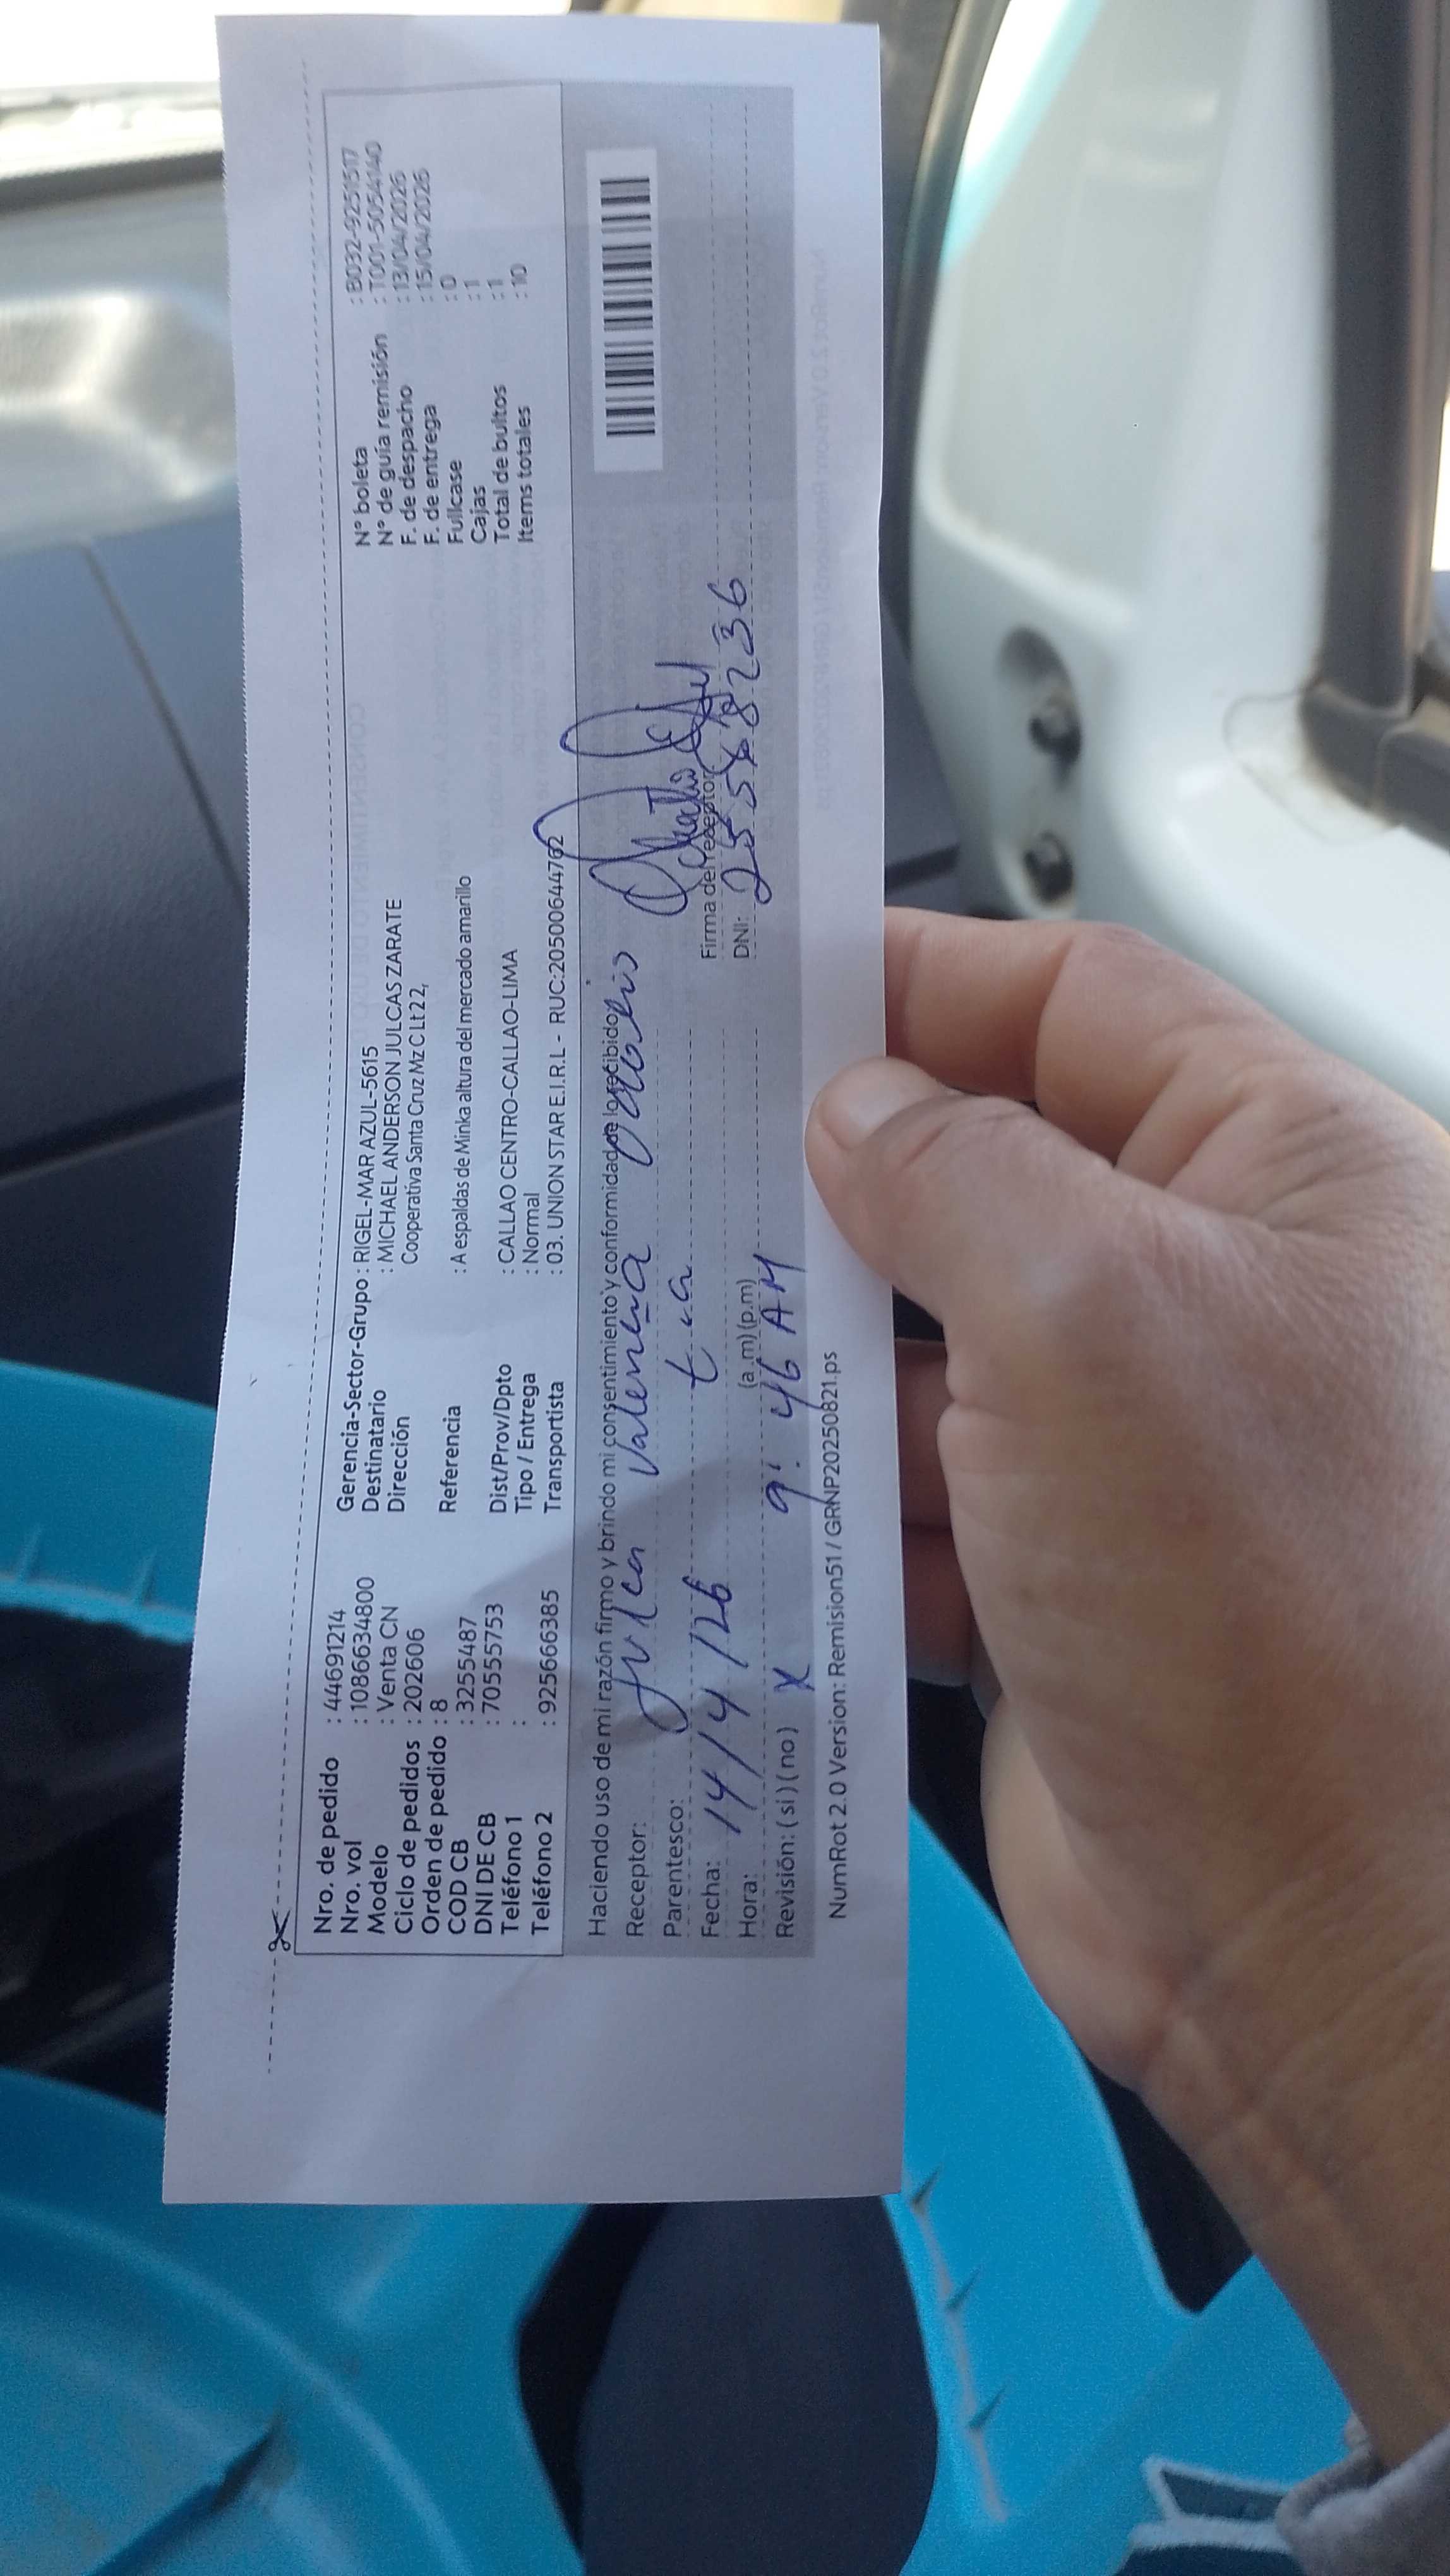 Nro. de pedido : 44691214
Nro. vol : 1086634800
Modelo : Venta CN
Ciclo de pedidos : 202606
Orden de pedido : 8
COD CB : 3255487
DNI DE CB : 70555753
Teléfono 1 :
Teléfono 2 : 925666385
Gerencia-Sector-Grupo : RIGEL-MAR AZUL-5615
Destinatario : MICHAEL ANDERSON JULCAS ZARATE
Dirección Cooperativa Santa Cruz Mz C Lt 22,
Referencia : A espaldas de Minka altura del mercado amarillo
Dist/Prov/Dpto : CALLAO CENTRO-CALLAO-LIMA
Tipo / Entrega : Normal
Transportista : 03. UNION STAR E.I.R.L - RUC:20500644762
N° boleta : B032-9251517
N° de guía remisión : T001-5054140
F. de despacho : 13/04/2026
F. de entrega : 15/04/2026
Fullcase : 0
Cajas : 1
Total de bultos : 1
Items totales : 10
Haciendo uso de mi razón firmo y brindo mi consentimiento y conformidad de lo recibido
Receptor: Valencia
Parentesco: t ia
Fecha: 14/4/26
Firma del receptor
Hora: 9:46 AM (a.m) (p.m)
DNI: 25558236
Revisión: ( si ) ( no ) X
NumRot 2.0 Version: Remision51 / GRNP20250821.ps